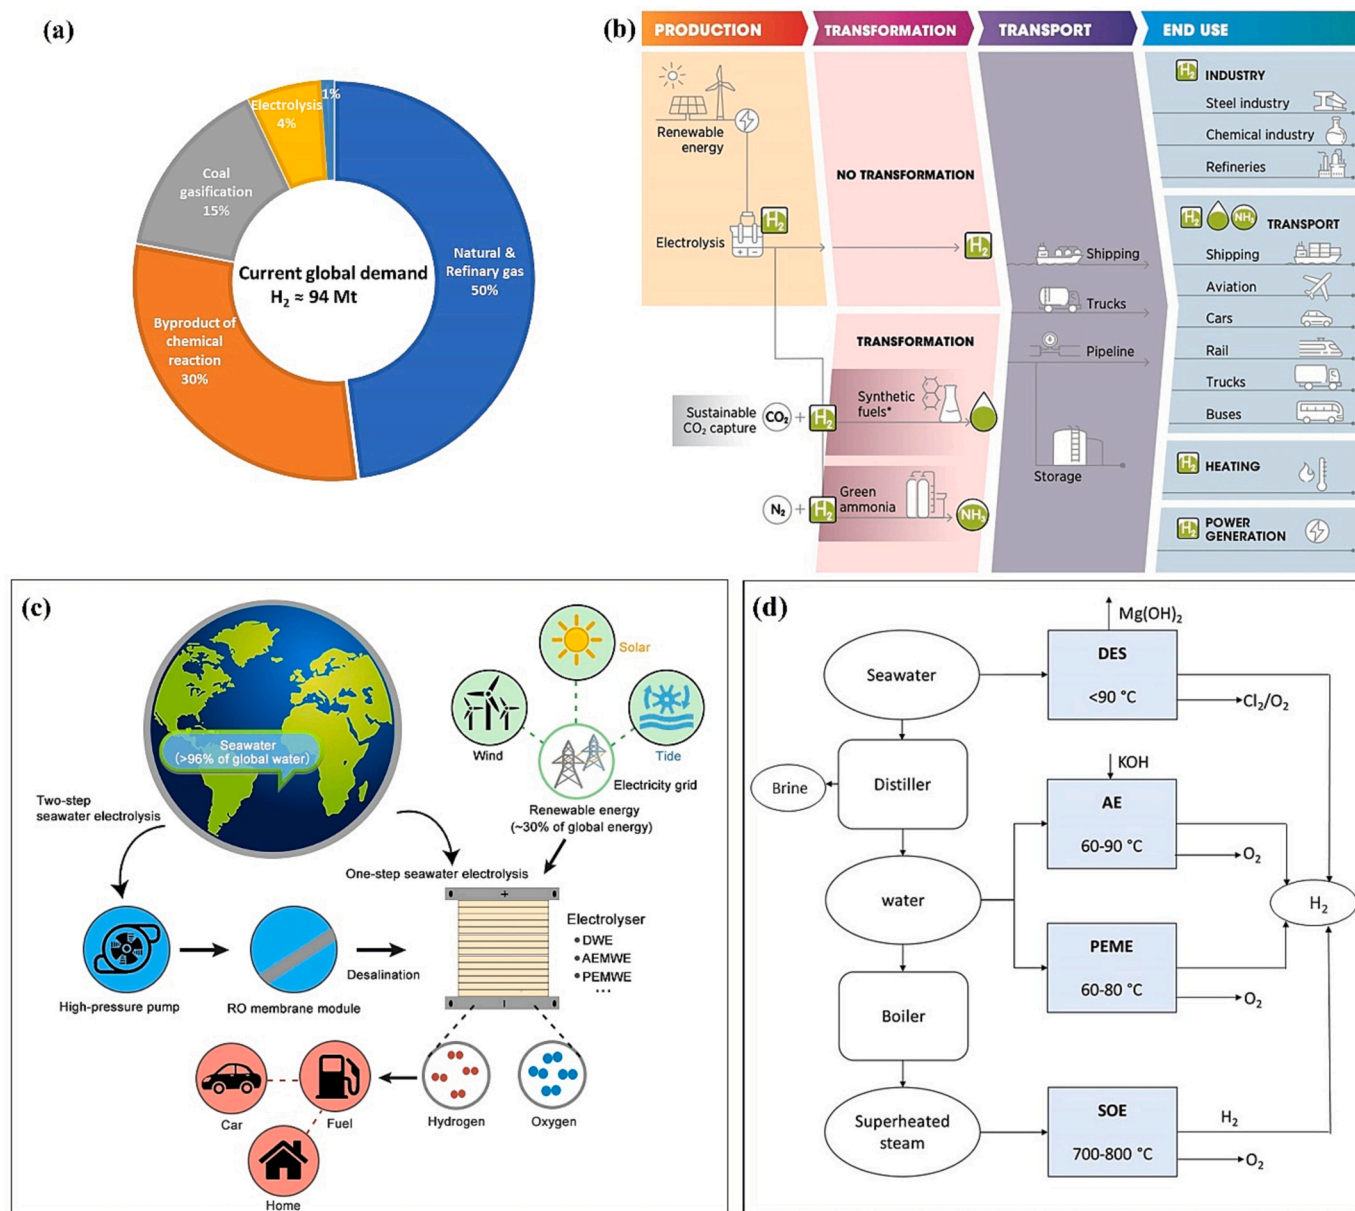 (a)
Electrolysis
4%
1%
Coal
gasification
15%
Natural &
Refinary gas
50%
Current global demand
H₂ ≈ 94 Mt
Byproduct of
chemical
reaction
30%
(b)
PRODUCTION
TRANSFORMATION
TRANSPORT
END USE
Renewable
energy
Electrolysis
H₂
NO TRANSFORMATION
H₂
TRANSFORMATION
Sustainable
CO₂ capture
CO₂ + H₂
Synthetic
fuels*
N₂ + H₂
Green
ammonia
NH₃
Shipping
Trucks
Pipeline
Storage
H₂ INDUSTRY
Steel industry
Chemical industry
Refineries
H₂ NH₃ TRANSPORT
Shipping
Aviation
Cars
Rail
Trucks
Buses
H₂ HEATING
H₂ POWER
GENERATION
(c)
Seawater
(>96% of global water)
Two-step
seawater electrolysis
Solar
Wind
Tide
Electricity grid
Renewable energy
(~30% of global energy)
One-step seawater electrolysis
+
Electrolyser
• DWE
• AEMWE
• PEMWE
...
Desalination
High-pressure pump
RO membrane module
Car
Fuel
Hydrogen
Oxygen
Home
(d)
Mg(OH)₂
Seawater
DES
<90 °C
Cl₂/O₂
Brine
Distiller
KOH
AE
60-90 °C
O₂
water
H₂
PEME
60-80 °C
O₂
Boiler
Superheated
steam
SOE
700-800 °C
H₂
O₂